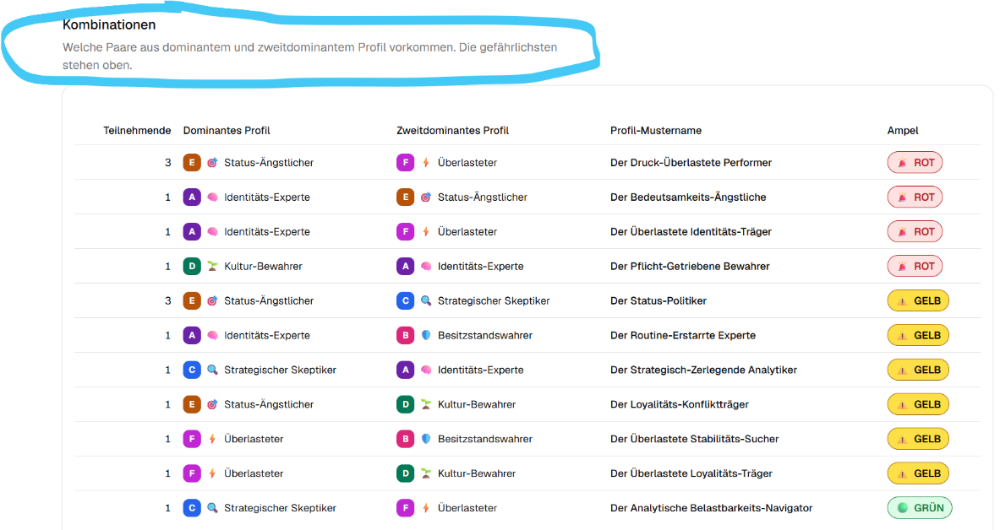 Kombinationen
Welche Paare aus dominantem und zweitdominantem Profil vorkommen. Die gefährlichsten
stehen oben.
Teilnehmende Dominantes Profil Zweitdominantes Profil Profil-Mustername Ampel
3 E Status-Ängstlicher F Überlasteter Der Druck-Überlastete Performer ROT
1 A Identitäts-Experte E Status-Ängstlicher Der Bedeutsamkeits-Ängstliche ROT
1 A Identitäts-Experte F Überlasteter Der Überlastete Identitäts-Träger ROT
1 D Kultur-Bewahrer A Identitäts-Experte Der Pflicht-Getriebene Bewahrer ROT
3 E Status-Ängstlicher C Strategischer Skeptiker Der Status-Politiker GELB
1 A Identitäts-Experte B Besitzstandswahrer Der Routine-Erstarrte Experte GELB
1 C Strategischer Skeptiker A Identitäts-Experte Der Strategisch-Zerlegende Analytiker GELB
1 E Status-Ängstlicher D Kultur-Bewahrer Der Loyalitäts-Konfliktträger GELB
1 F Überlasteter B Besitzstandswahrer Der Überlastete Stabilitäts-Sucher GELB
1 F Überlasteter D Kultur-Bewahrer Der Überlastete Loyalitäts-Träger GELB
1 C Strategischer Skeptiker F Überlasteter Der Analytische Belastbarkeits-Navigator GRÜN